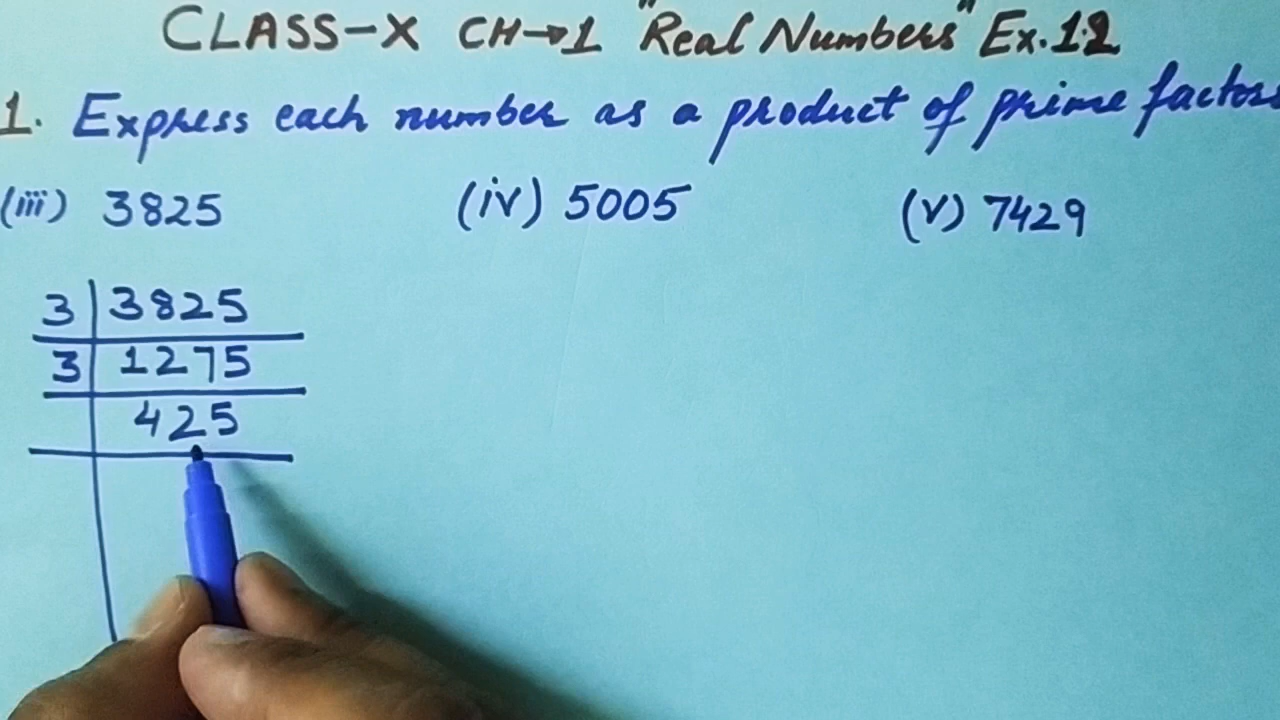 CLASS-X CH→1 "Real Numbers" Ex.1.2
1. Express each number as a product of prime factors
(iii) 3825 (iv) 5005 (v) 7429
3 3825
3 1275
425